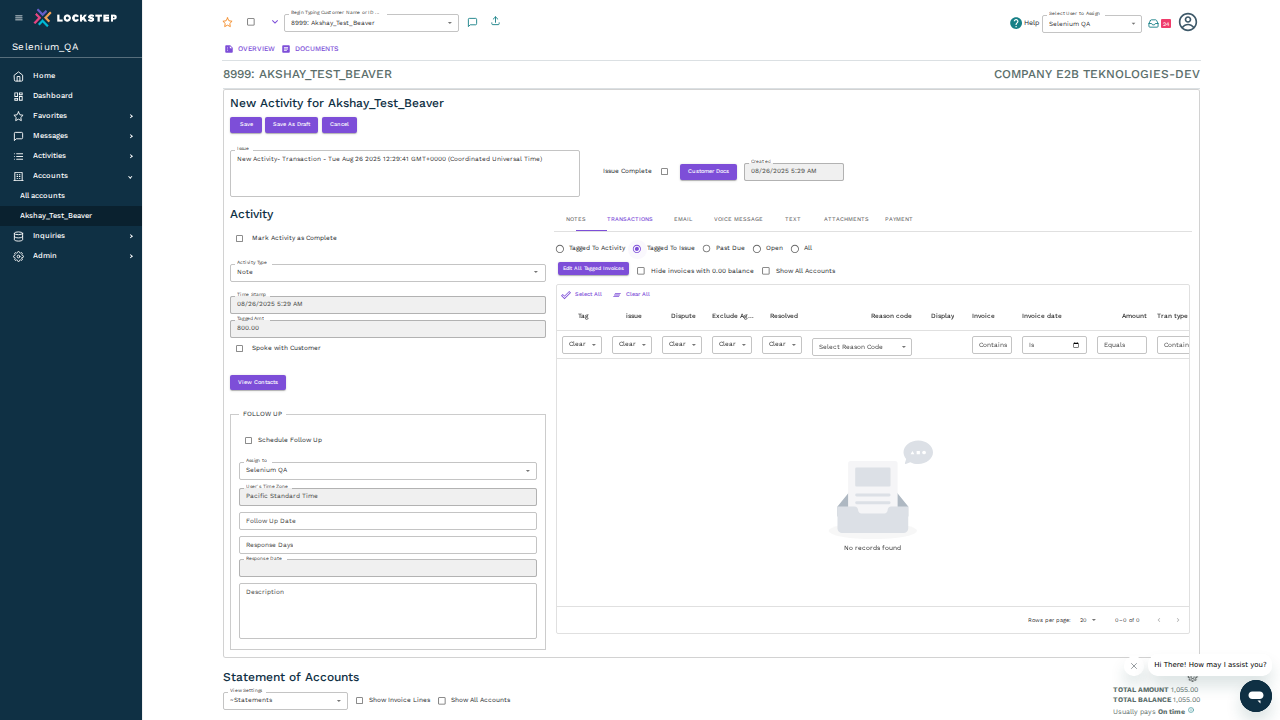 LOCKSTEP
Selenium_QA
Home
Dashboard
Favorites
Messages
Activities
Accounts
All accounts
Akshay_Test_Beaver
Inquiries
Admin
Begin Typing Customer Name or ID ...
8999: Akshay_Test_Beaver
Help
Select User to Assign
Selenium QA
34
OVERVIEW
DOCUMENTS
8999: AKSHAY_TEST_BEAVER
COMPANY E2B TEKNOLOGIES-DEV
New Activity for Akshay_Test_Beaver
Save
Save As Draft
Cancel
Issue
New Activity- Transaction - Tue Aug 26 2025 12:29:41 GMT+0000 (Coordinated Universal Time)
Issue Complete
Customer Docs
Created
08/26/2025 5:29 AM
Activity
Mark Activity as Complete
Activity Type
Note
Time Stamp
08/26/2025 5:29 AM
Tagged Amt
800.00
Spoke with Customer
View Contacts
FOLLOW UP
Schedule Follow Up
Assign to
Selenium QA
User's Time Zone
Pacific Standard Time
Follow Up Date
Response Days
Response Date
Description
NOTES
TRANSACTIONS
EMAIL
VOICE MESSAGE
TEXT
ATTACHMENTS
PAYMENT
Tagged To Activity
Tagged To Issue
Past Due
Open
All
Edit All Tagged Invoices
Hide invoices with 0.00 balance
Show All Accounts
Select All
Clear All
Tag
issue
Dispute
Exclude Ag...
Resolved
Reason code
Display
Invoice
Invoice date
Amount
Tran type
Clear
Clear
Clear
Clear
Clear
Select Reason Code
Contains
Is
Equals
Contain
No records found
Rows per page:
20
0–0 of 0
Statement of Accounts
View Settings
~Statements
Show Invoice Lines
Show All Accounts
Hi There! How may I assist you?
TOTAL AMOUNT 1,055.00
TOTAL BALANCE 1,055.00
Usually pays On time